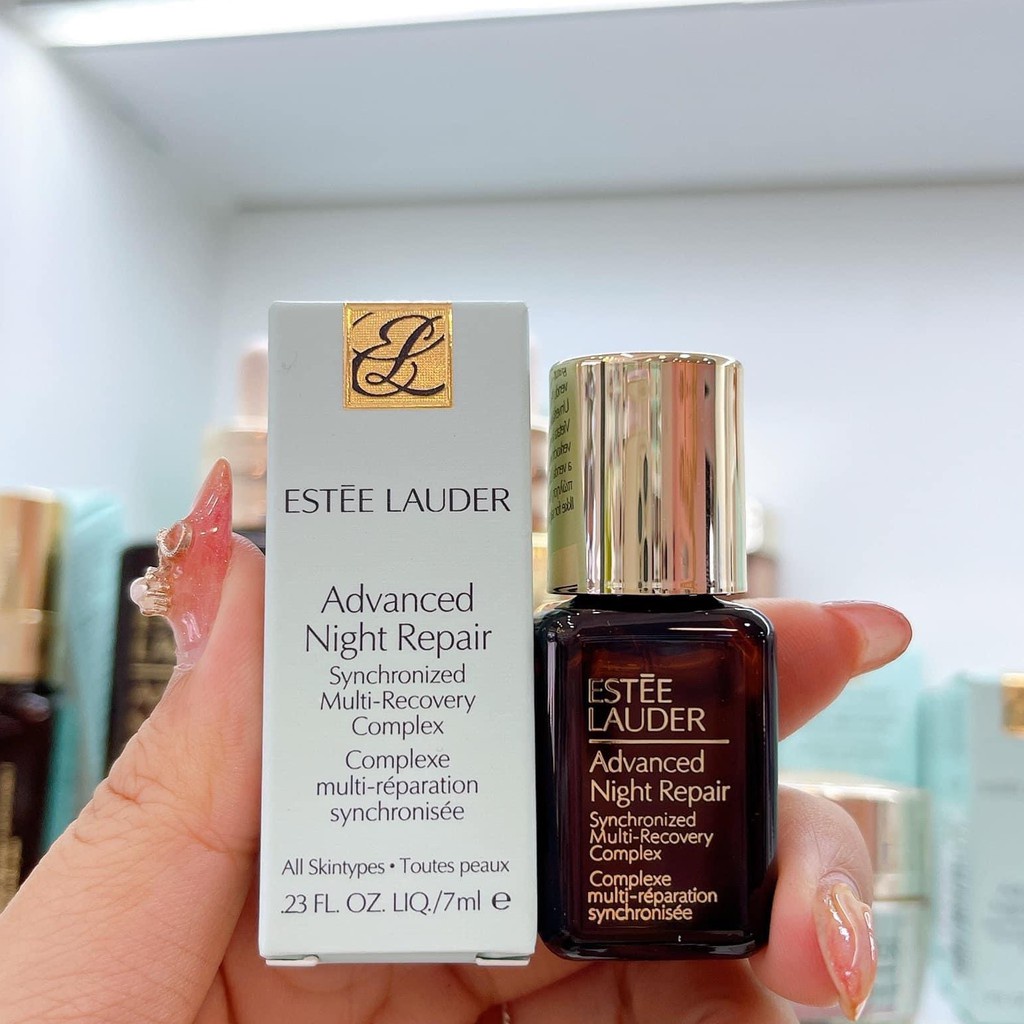 ESTĒE LAUDER
Advanced
Night Repair
Synchronized
Multi-Recovery
Complex
Complexe
multi-réparation
synchronisée
All Skintypes • Toutes peaux
.23 FL. OZ. LIQ./7ml ℮
ESTĒE
LAUDER
Advanced
Night Repair
Synchronized
Multi-Recovery
Complex
Complexe
multi-réparation
synchronisée